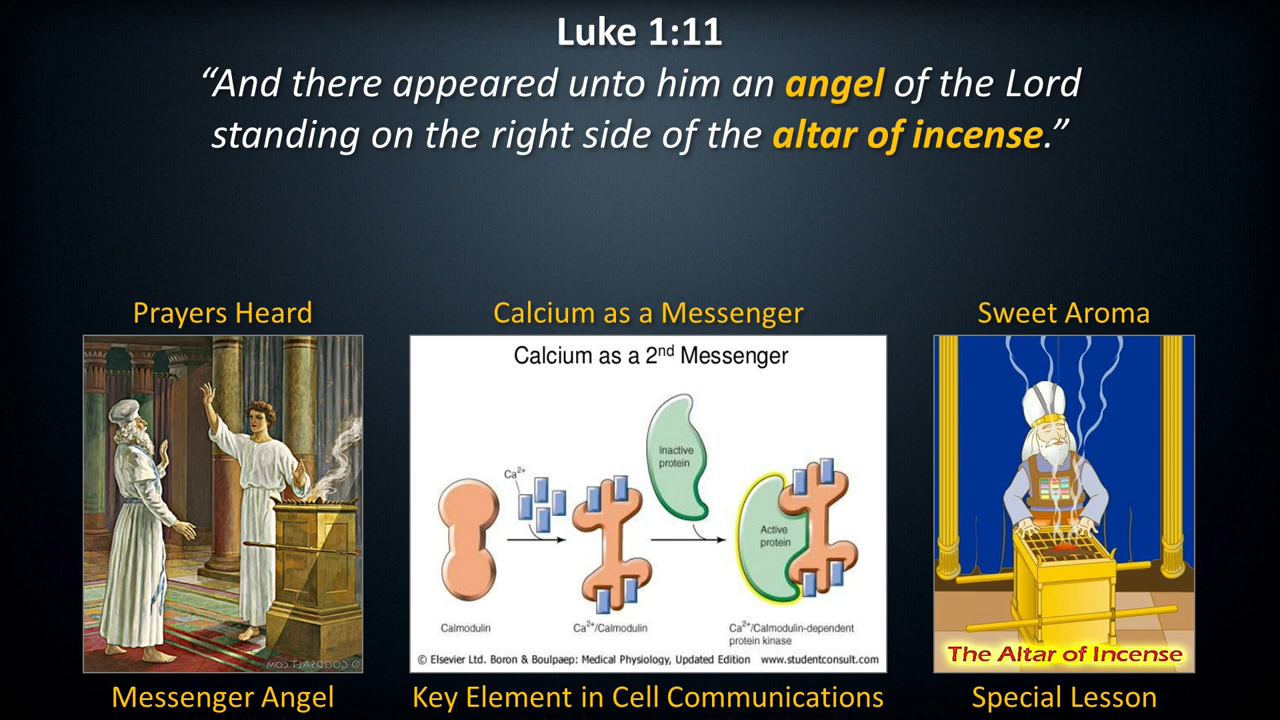 Luke 1:11
“And there appeared unto him an angel of the Lord
standing on the right side of the altar of incense.”
Prayers Heard
Messenger Angel
Calcium as a Messenger
Calcium as a 2nd Messenger
Ca2+
Inactive
protein
Active
protein
Calmodulin
Ca2+/Calmodulin
Ca2+/Calmodulin-dependent
protein kinase
© Elsevier Ltd. Boron & Boulpaep: Medical Physiology, Updated Edition www.studentconsult.com
Key Element in Cell Communications
Sweet Aroma
The Altar of Incense
Special Lesson